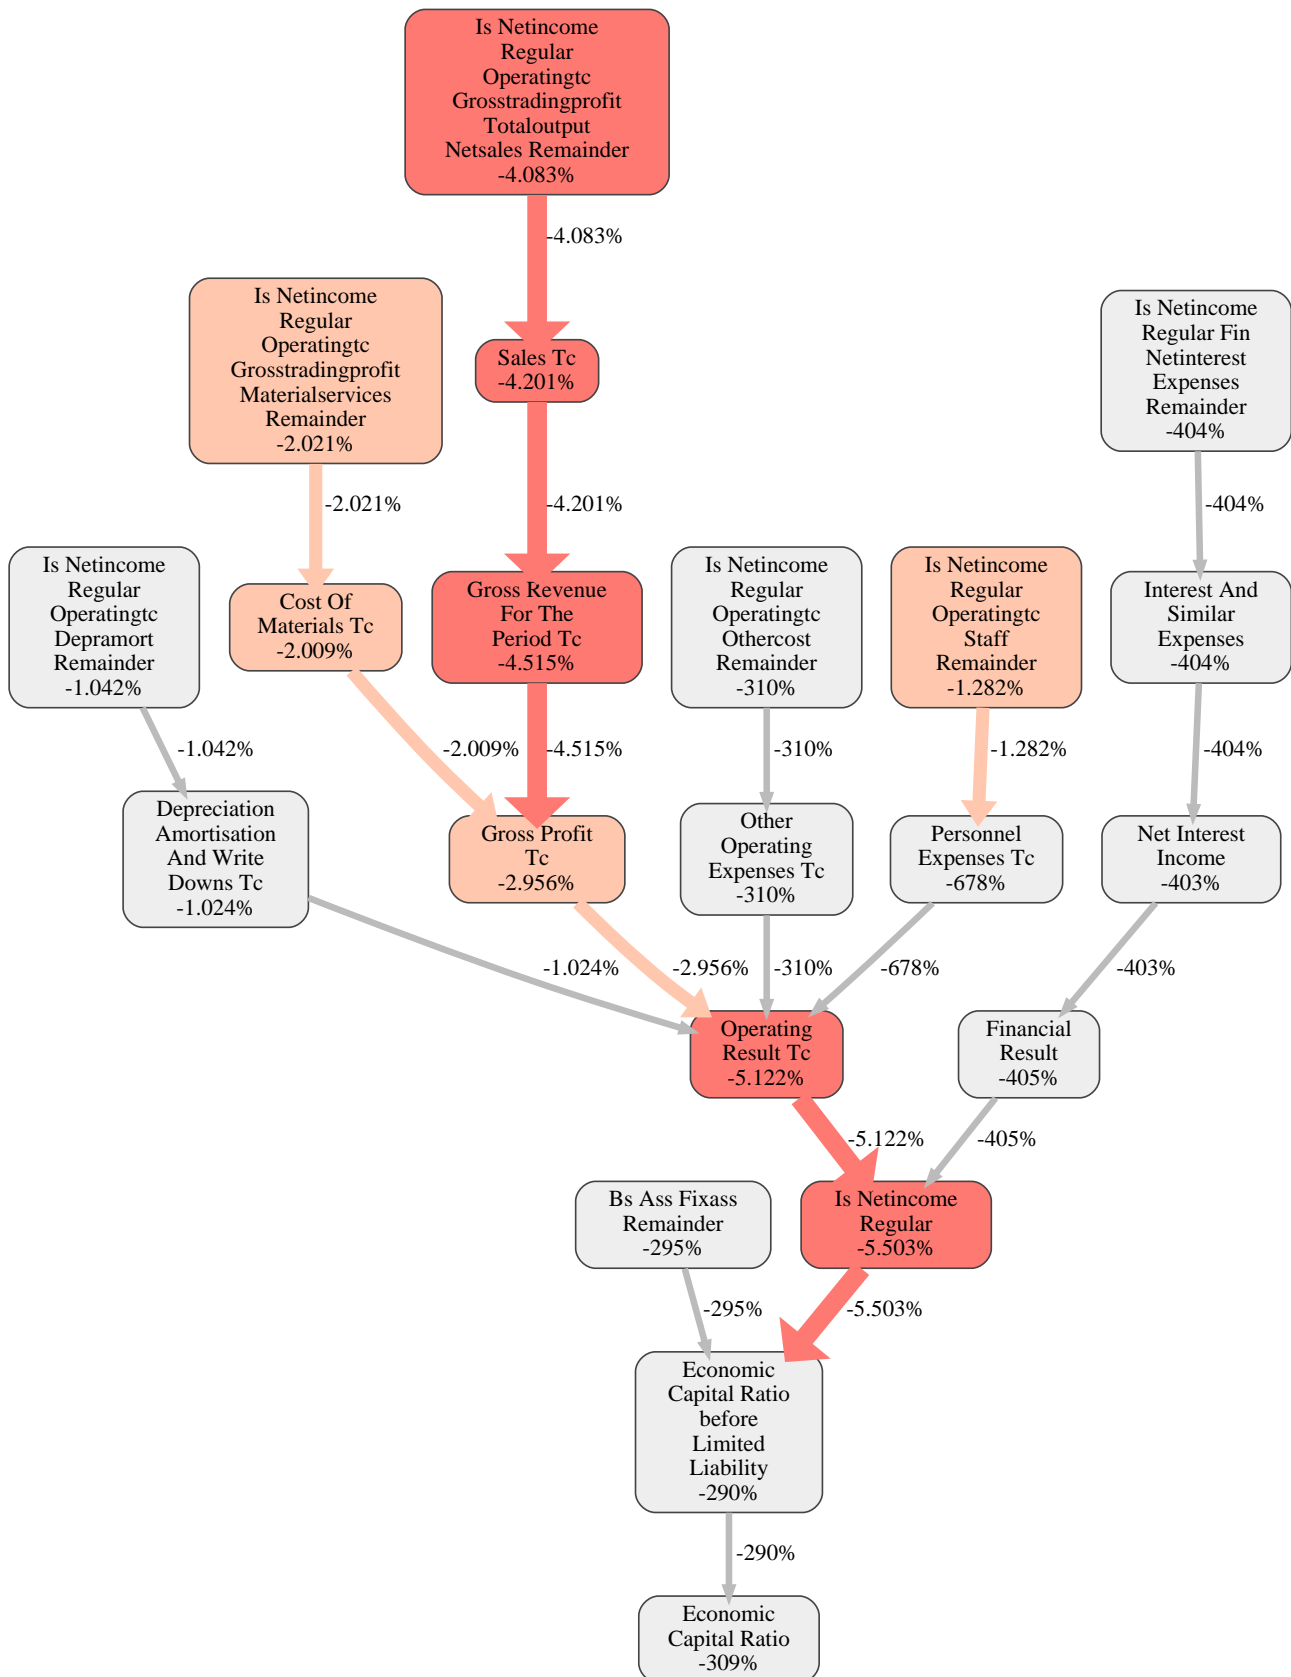 Is Netincome
Regular
Operatingtc
Grosstradingprofit
Totaloutput
Netsales Remainder
-4.083%
-4.083%
Is Netincome
Regular
Operatingtc
Grosstradingprofit
Materialservices
Remainder
-2.021%
Is Netincome
Regular Fin
Netinterest
Expenses
Remainder
-404%
Sales Tc
-4.201%
-2.021%
-4.201%
-404%
Is Netincome
Regular
Operatingtc
Depramort
Remainder
-1.042%
Cost Of
Materials Tc
-2.009%
Gross Revenue
For The
Period Tc
-4.515%
Is Netincome
Regular
Operatingtc
Othercost
Remainder
-310%
Is Netincome
Regular
Operatingtc
Staff
Remainder
-1.282%
Interest And
Similar
Expenses
-404%
-1.042%
-2.009%
-4.515%
-310%
-1.282%
-404%
Depreciation
Amortisation
And Write
Downs Tc
-1.024%
Gross Profit
Tc
-2.956%
Other
Operating
Expenses Tc
-310%
Personnel
Expenses Tc
-678%
Net Interest
Income
-403%
-1.024%
-2.956%
-310%
-678%
-403%
Operating
Result Tc
-5.122%
Financial
Result
-405%
-5.122%
-405%
Bs Ass Fixass
Remainder
-295%
Is Netincome
Regular
-5.503%
-295%
-5.503%
Economic
Capital Ratio
before
Limited
Liability
-290%
-290%
Economic
Capital Ratio
-309%